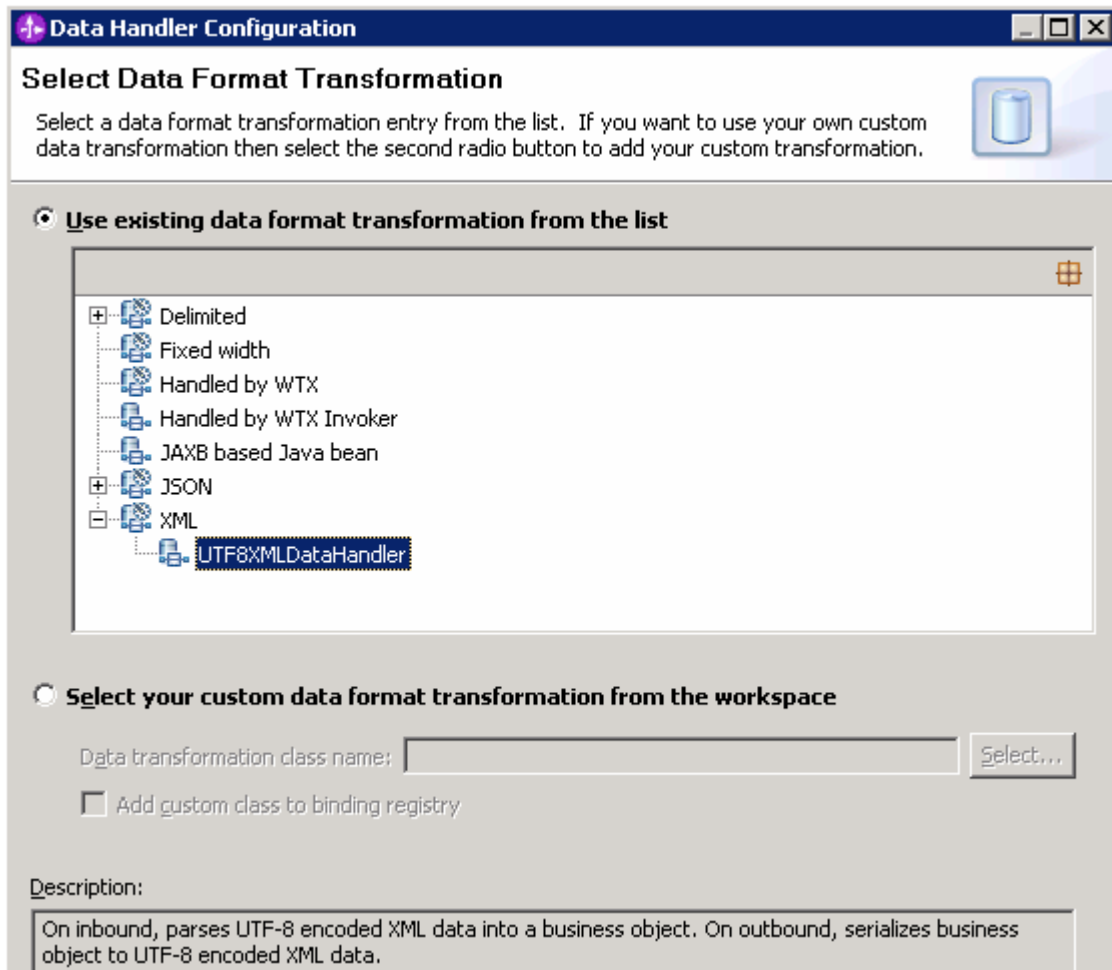 Data Handler Configuration
Select Data Format Transformation
Select a data format transformation entry from the list.  If you want to use your own custom
data transformation then select the second radio button to add your custom transformation.
Use existing data format transformation from the list
Delimited
Fixed width
Handled by WTX
Handled by WTX Invoker
JAXB based Java bean
JSON
XML
UTF8XMLDataHandler
Select your custom data format transformation from the workspace
Data transformation class name:
Select...
Add custom class to binding registry
Description:
On inbound, parses UTF-8 encoded XML data into a business object. On outbound, serializes business
object to UTF-8 encoded XML data.